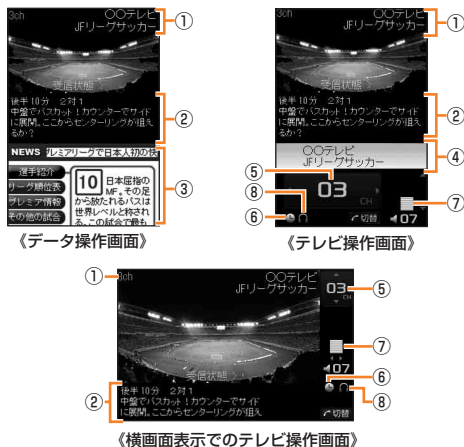 3ch
〇〇テレビ
JFリーグサッカー
①
受信状態
②
後半10分 2対1
中盤でパスカット!カウンターでサイド
に展開。ここからセンターリングが狙え
るか?
NEWS
プレミアリーグで日本人初の快
③
選手紹介
リーグ順位表
プレミア情報
その他の試合
10
日本屈指の
MF。その足
から放たれるパスは
世界レベルと称され
る。この試合で最も
《データ操作画面》
3ch
〇〇テレビ
JFリーグサッカー
①
受信状態
②
後半10分 2対1
中盤でパスカット!カウンターでサイド
に展開。ここからセンターリングが狙え
るか?
〇〇テレビ
JFリーグサッカー
④
⑤
03
CH
⑧
⑥
⑦
切替
07
《テレビ操作画面》
①
3ch
〇〇テレビ
JFリーグサッカー
03
CH
⑤
⑦
07
受信状態
⑥
②
後半10分 2対1
中盤でパスカット!カウンターでサイド
に展開。ここからセンターリングが狙え
⑧
切替
《横画面表示でのテレビ操作画面》